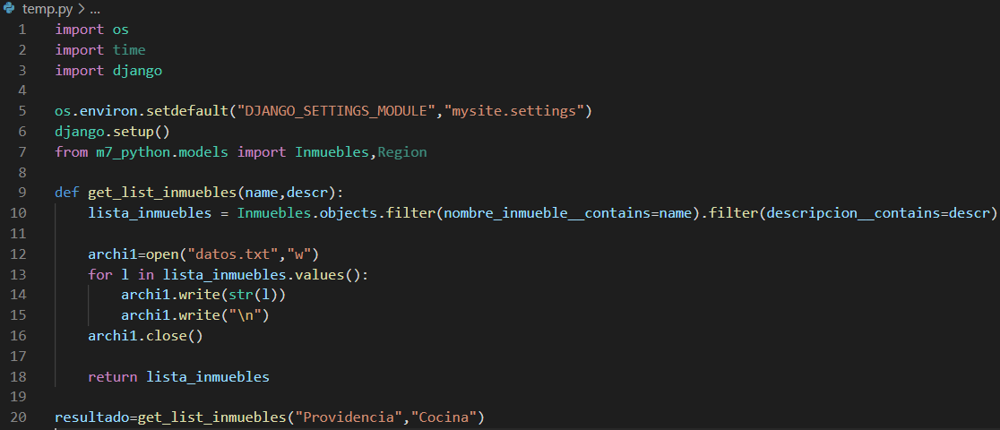 temp.py > ...
1 import os
2 import time
3 import django
4
5 os.environ.setdefault("DJANGO_SETTINGS_MODULE","mysite.settings")
6 django.setup()
7 from m7_python.models import Inmuebles,Region
8
9 def get_list_inmuebles(name,descr):
10     lista_inmuebles = Inmuebles.objects.filter(nombre_inmueble__contains=name).filter(descripcion__contains=descr)
11
12     archi1=open("datos.txt","w")
13     for l in lista_inmuebles.values():
14         archi1.write(str(l))
15         archi1.write("\n")
16     archi1.close()
17
18     return lista_inmuebles
19
20 resultado=get_list_inmuebles("Providencia","Cocina")